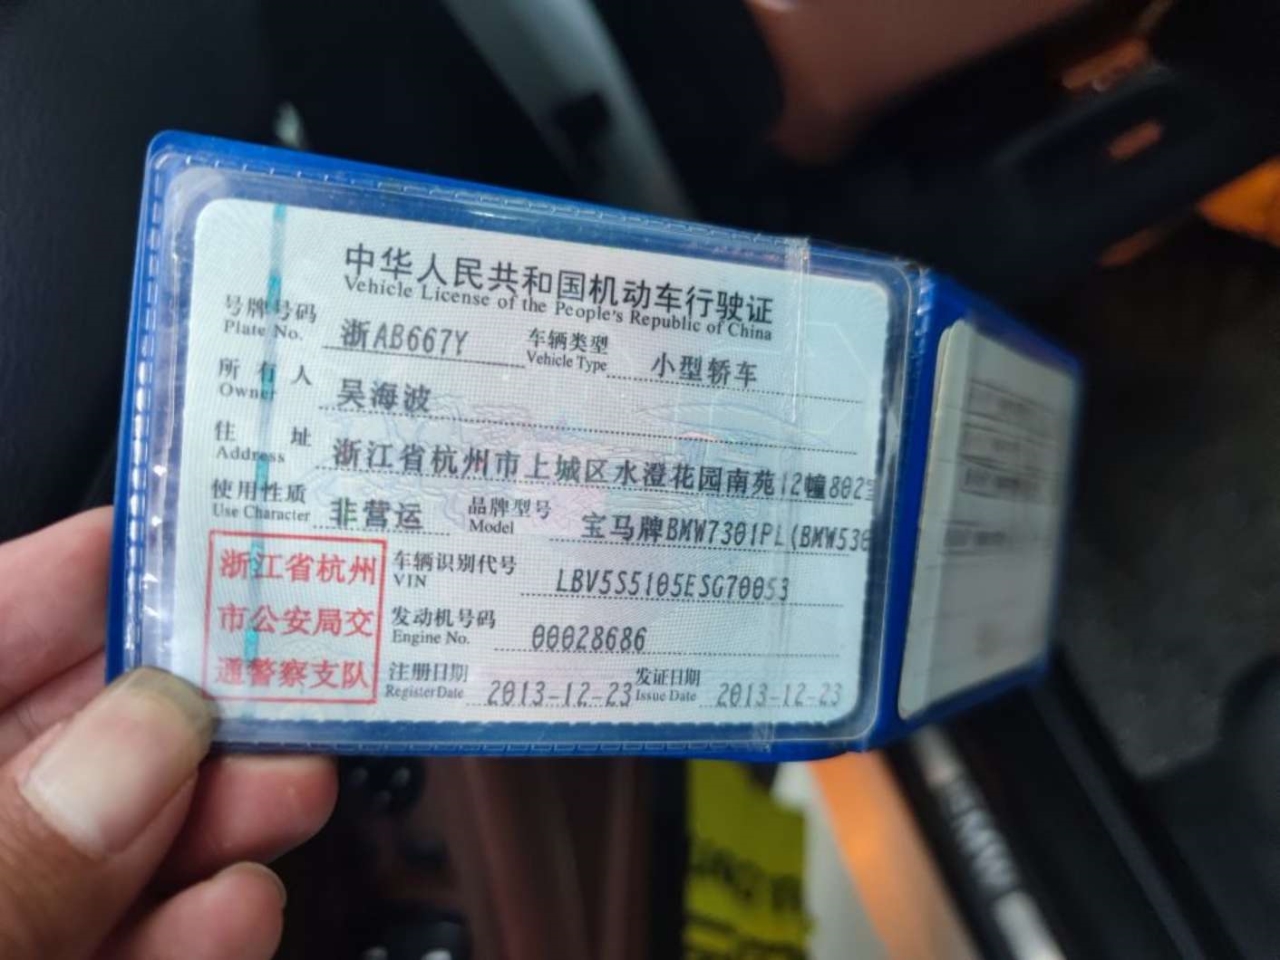 中华人民共和国机动车行驶证
Vehicle License of the People's Republic of China
号牌号码 浙AB667Y 车辆类型 小型轿车
Plate No. Vehicle Type
所有人 吴海波
Owner
住址 浙江省杭州市上城区水澄花园南苑12幢802室
Address
使用性质 非营运 品牌型号 宝马牌BMW7301PL(BMW530
Use Character Model
浙江省杭州
市公安局交
通警察支队
车辆识别代号 LBV5S5105ESG70053
VIN
发动机号码 00028686
Engine No.
注册日期 2013-12-23 发证日期 2013-12-23
Register Date Issue Date
BMW